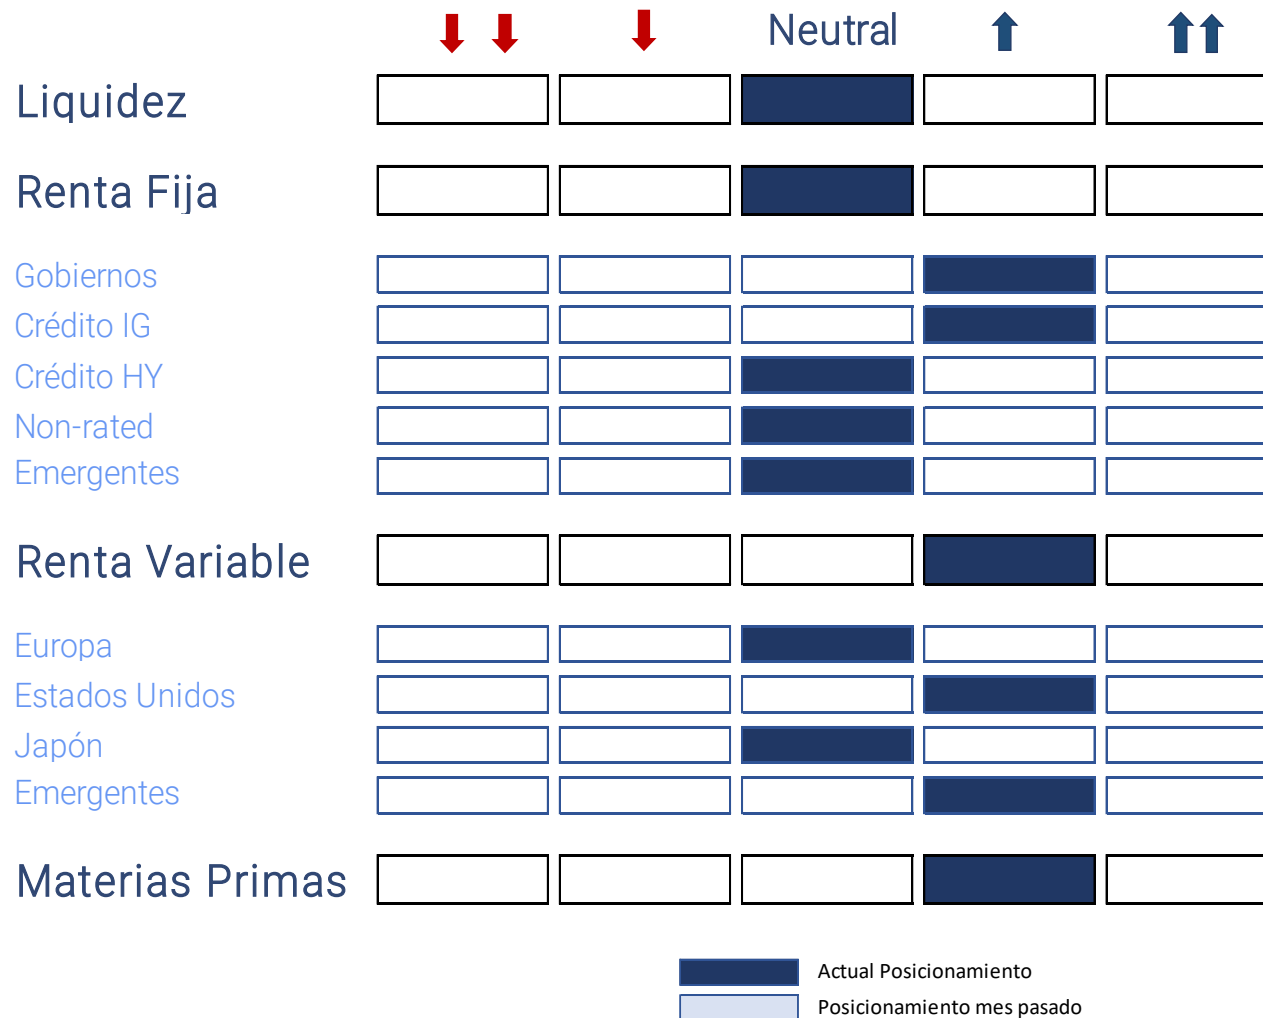 Neutral
Liquidez
Renta Fija
Gobiernos
Crédito IG
Crédito HY
Non-rated
Emergentes
Renta Variable
Europa
Estados Unidos
Japón
Emergentes
Materias Primas
Actual Posicionamiento
Posicionamiento mes pasado